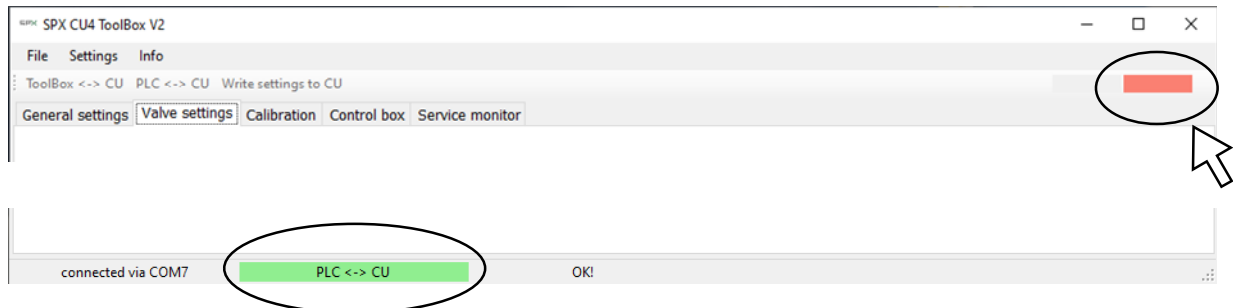 SPX SPX CU4 ToolBox V2
File Settings Info
ToolBox <-> CU PLC <-> CU Write settings to CU
General settings Valve settings Calibration Control box Service monitor
connected via COM7 PLC <-> CU OK!